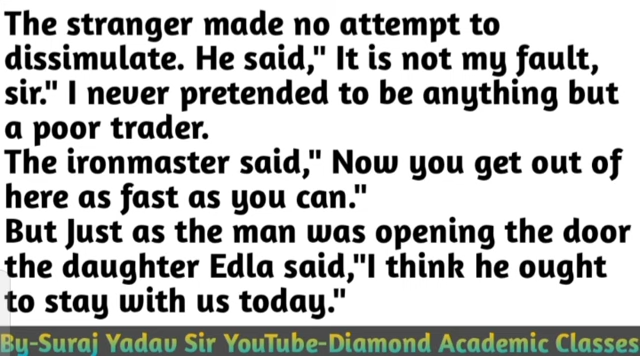 The stranger made no attempt to
dissimulate. He said," It is not my fault,
sir." I never pretended to be anything but
a poor trader.
The ironmaster said," Now you get out of
here as fast as you can."
But Just as the man was opening the door
the daughter Edla said,"I think he ought
to stay with us today."
By-Suraj Yadav Sir YouTube-Diamond Academic Classes